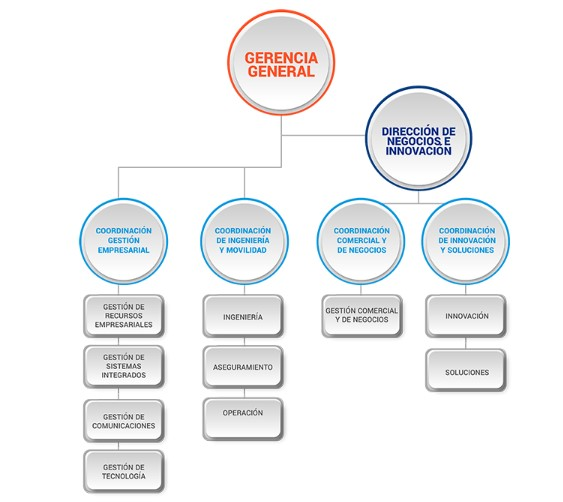 GERENCIA
GENERAL
DIRECCIÓN DE
NEGOCIOS E
INNOVACIÓN
COORDINACIÓN
GESTIÓN
EMPRESARIAL
COORDINACIÓN
DE INGENIERÍA
Y MOVILIDAD
COORDINACIÓN
COMERCIAL Y
DE NEGOCIOS
COORDINACIÓN
DE INNOVACIÓN
Y SOLUCIONES
GESTIÓN DE
RECURSOS
EMPRESARIALES
GESTIÓN DE
SISTEMAS
INTEGRADOS
GESTIÓN DE
COMUNICACIONES
GESTIÓN DE
TECNOLOGÍA
INGENIERÍA
ASEGURAMIENTO
OPERACIÓN
GESTIÓN COMERCIAL
Y DE NEGOCIOS
INNOVACIÓN
SOLUCIONES